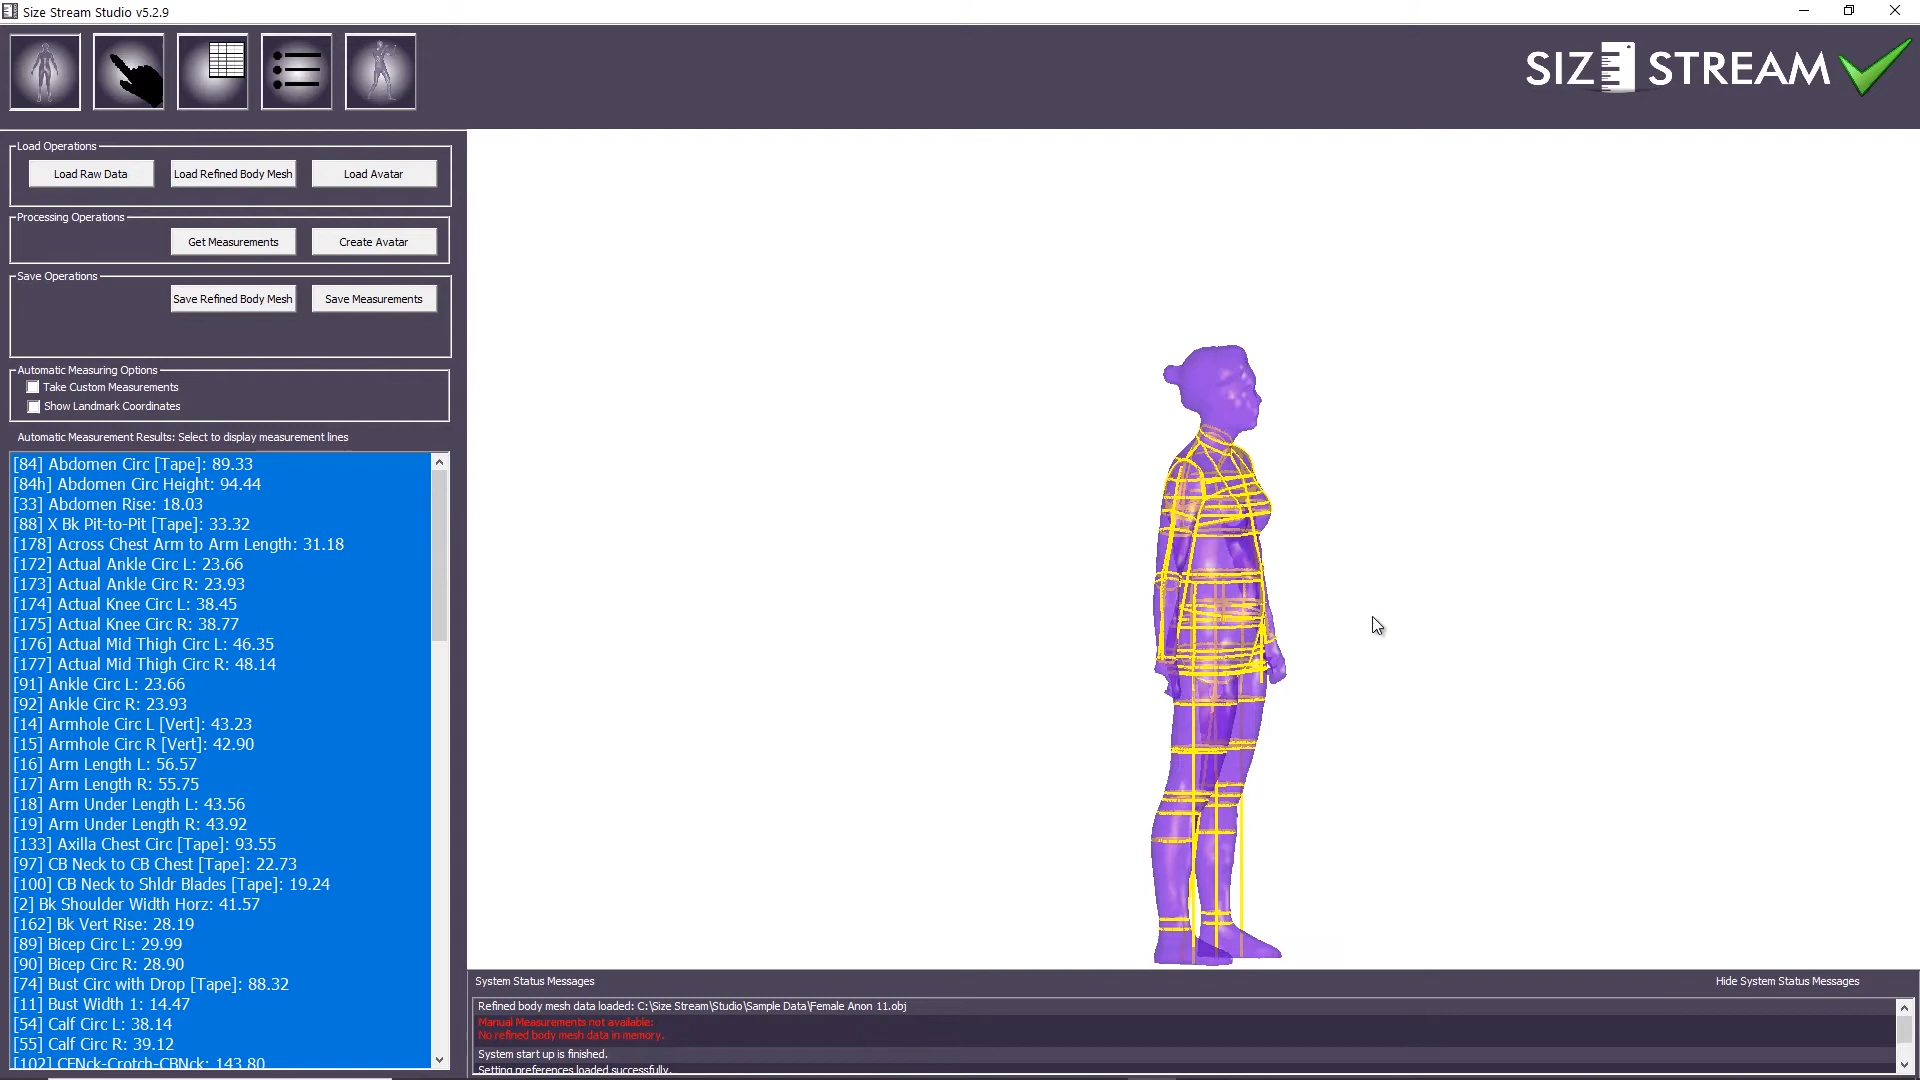 Size Stream Studio v5.2.9
SIZE STREAM
Load Operations
Load Raw Data
Load Refined Body Mesh
Load Avatar
Processing Operations
Get Measurements
Create Avatar
Save Operations
Save Refined Body Mesh
Save Measurements
Automatic Measuring Options
Take Custom Measurements
Show Landmark Coordinates
Automatic Measurement Results: Select to display measurement lines
[84] Abdomen Circ [Tape]: 89.33
[84h] Abdomen Circ Height: 94.44
[33] Abdomen Rise: 18.03
[88] X Bk Pit-to-Pit [Tape]: 33.32
[178] Across Chest Arm to Arm Length: 31.18
[172] Actual Ankle Circ L: 23.66
[173] Actual Ankle Circ R: 23.93
[174] Actual Knee Circ L: 38.45
[175] Actual Knee Circ R: 38.77
[176] Actual Mid Thigh Circ L: 46.35
[177] Actual Mid Thigh Circ R: 48.14
[91] Ankle Circ L: 23.66
[92] Ankle Circ R: 23.93
[14] Armhole Circ L [Vert]: 43.23
[15] Armhole Circ R [Vert]: 42.90
[16] Arm Length L: 56.57
[17] Arm Length R: 55.75
[18] Arm Under Length L: 43.56
[19] Arm Under Length R: 43.92
[133] Axilla Chest Circ [Tape]: 93.55
[97] CB Neck to CB Chest [Tape]: 22.73
[100] CB Neck to Shldr Blades [Tape]: 19.24
[2] Bk Shoulder Width Horz: 41.57
[162] Bk Vert Rise: 28.19
[89] Bicep Circ L: 29.99
[90] Bicep Circ R: 28.90
[74] Bust Circ with Drop [Tape]: 88.32
[11] Bust Width 1: 14.47
[54] Calf Circ L: 38.14
[55] Calf Circ R: 39.12
[102] CFNck-Crotch-CBNck: 143.80
System Status Messages
Hide System Status Messages
Refined body mesh data loaded: C:\Size Stream\Studio\Sample Data\Female Anon 11.obj
Manual Measurements not available:
No refined body mesh data in memory.
System start up is finished.
Setting preferences loaded successfully.